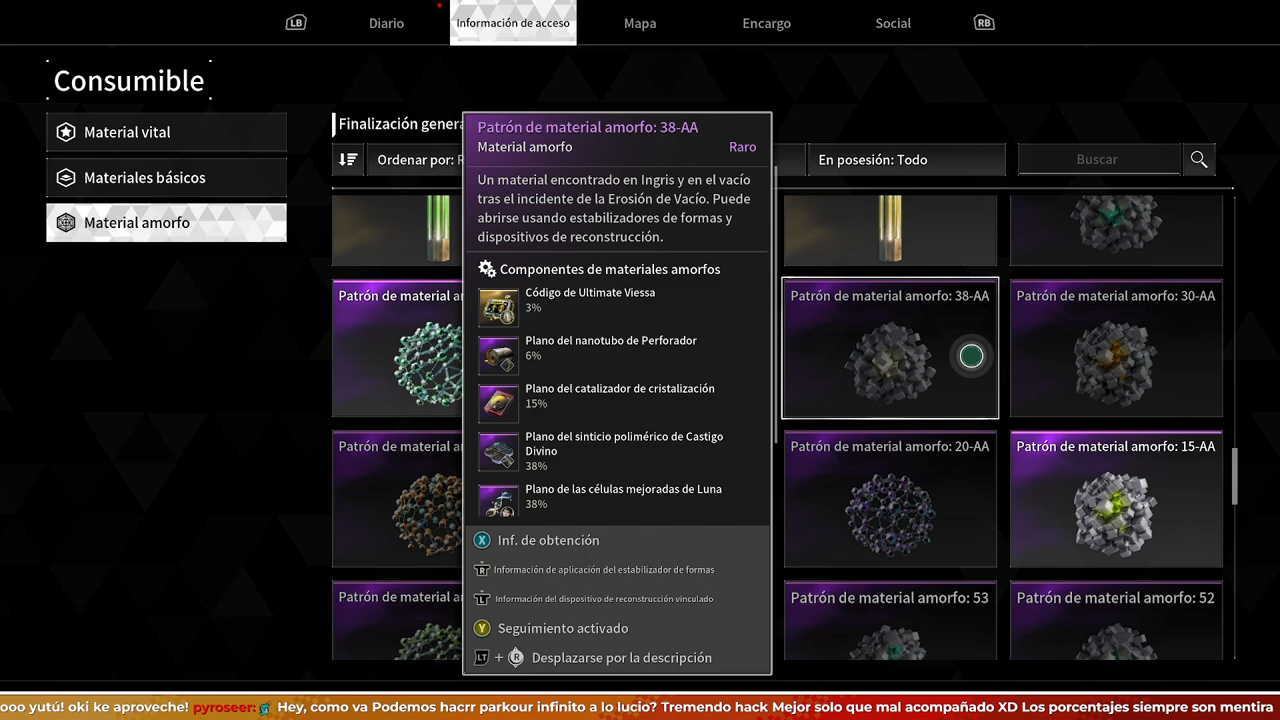 LB
Diario
Información de acceso
Mapa
Encargo
Social
RB
Consumible
Material vital
Materiales básicos
Material amorfo
Finalización genera
Ordenar por: R
En posesión: Todo
Buscar
Patrón de material amorfo: 38-AA
Material amorfo
Raro
Un material encontrado en Ingris y en el vacío
tras el incidente de la Erosión de Vacío. Puede
abrirse usando estabilizadores de formas y
dispositivos de reconstrucción.
Componentes de materiales amorfos
Código de Ultimate Viessa
3%
Plano del nanotubo de Perforador
6%
Plano del catalizador de cristalización
15%
Plano del sinticio polimérico de Castigo
Divino
38%
Plano de las células mejoradas de Luna
38%
X Inf. de obtención
R Información de aplicación del estabilizador de formas
L Información del dispositivo de reconstrucción vinculado
Y Seguimiento activado
LT + R Desplazarse por la descripción
Patrón de material a
Patrón de material amorfo: 38-AA
Patrón de material amorfo: 30-AA
Patrón de material a
Patrón de material amorfo: 20-AA
Patrón de material amorfo: 15-AA
Patrón de material a
Patrón de material amorfo: 53
Patrón de material amorfo: 52
ooo yutú! oki ke aproveche! pyroseer: Hey, como va Podemos hacrr parkour infinito a lo lucio? Tremendo hack Mejor solo que mal acompañado XD Los porcentajes siempre son mentira